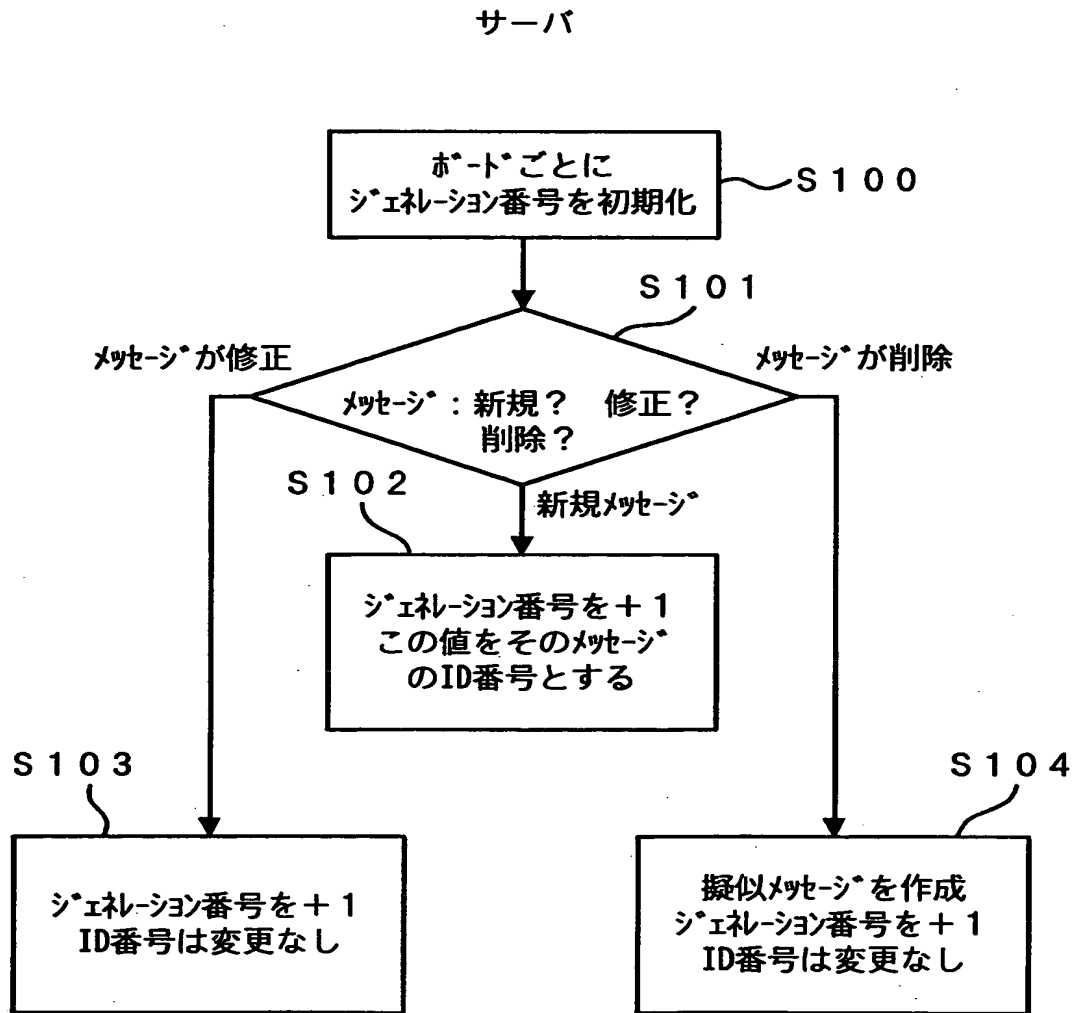 サーバ
ﾎﾞｰﾄﾞごとに
ｼﾞｪﾈﾚｰｼｮﾝ番号を初期化
S100
S101
ﾒｯｾｰｼﾞが修正
ﾒｯｾｰｼﾞが削除
ﾒｯｾｰｼﾞ:新規? 修正?
削除?
S102
新規ﾒｯｾｰｼﾞ
ｼﾞｪﾈﾚｰｼｮﾝ番号を+1
この値をそのﾒｯｾｰｼﾞ
のID番号とする
S103
S104
ｼﾞｪﾈﾚｰｼｮﾝ番号を+1
ID番号は変更なし
擬似ﾒｯｾｰｼﾞを作成
ｼﾞｪﾈﾚｰｼｮﾝ番号を+1
ID番号は変更なし